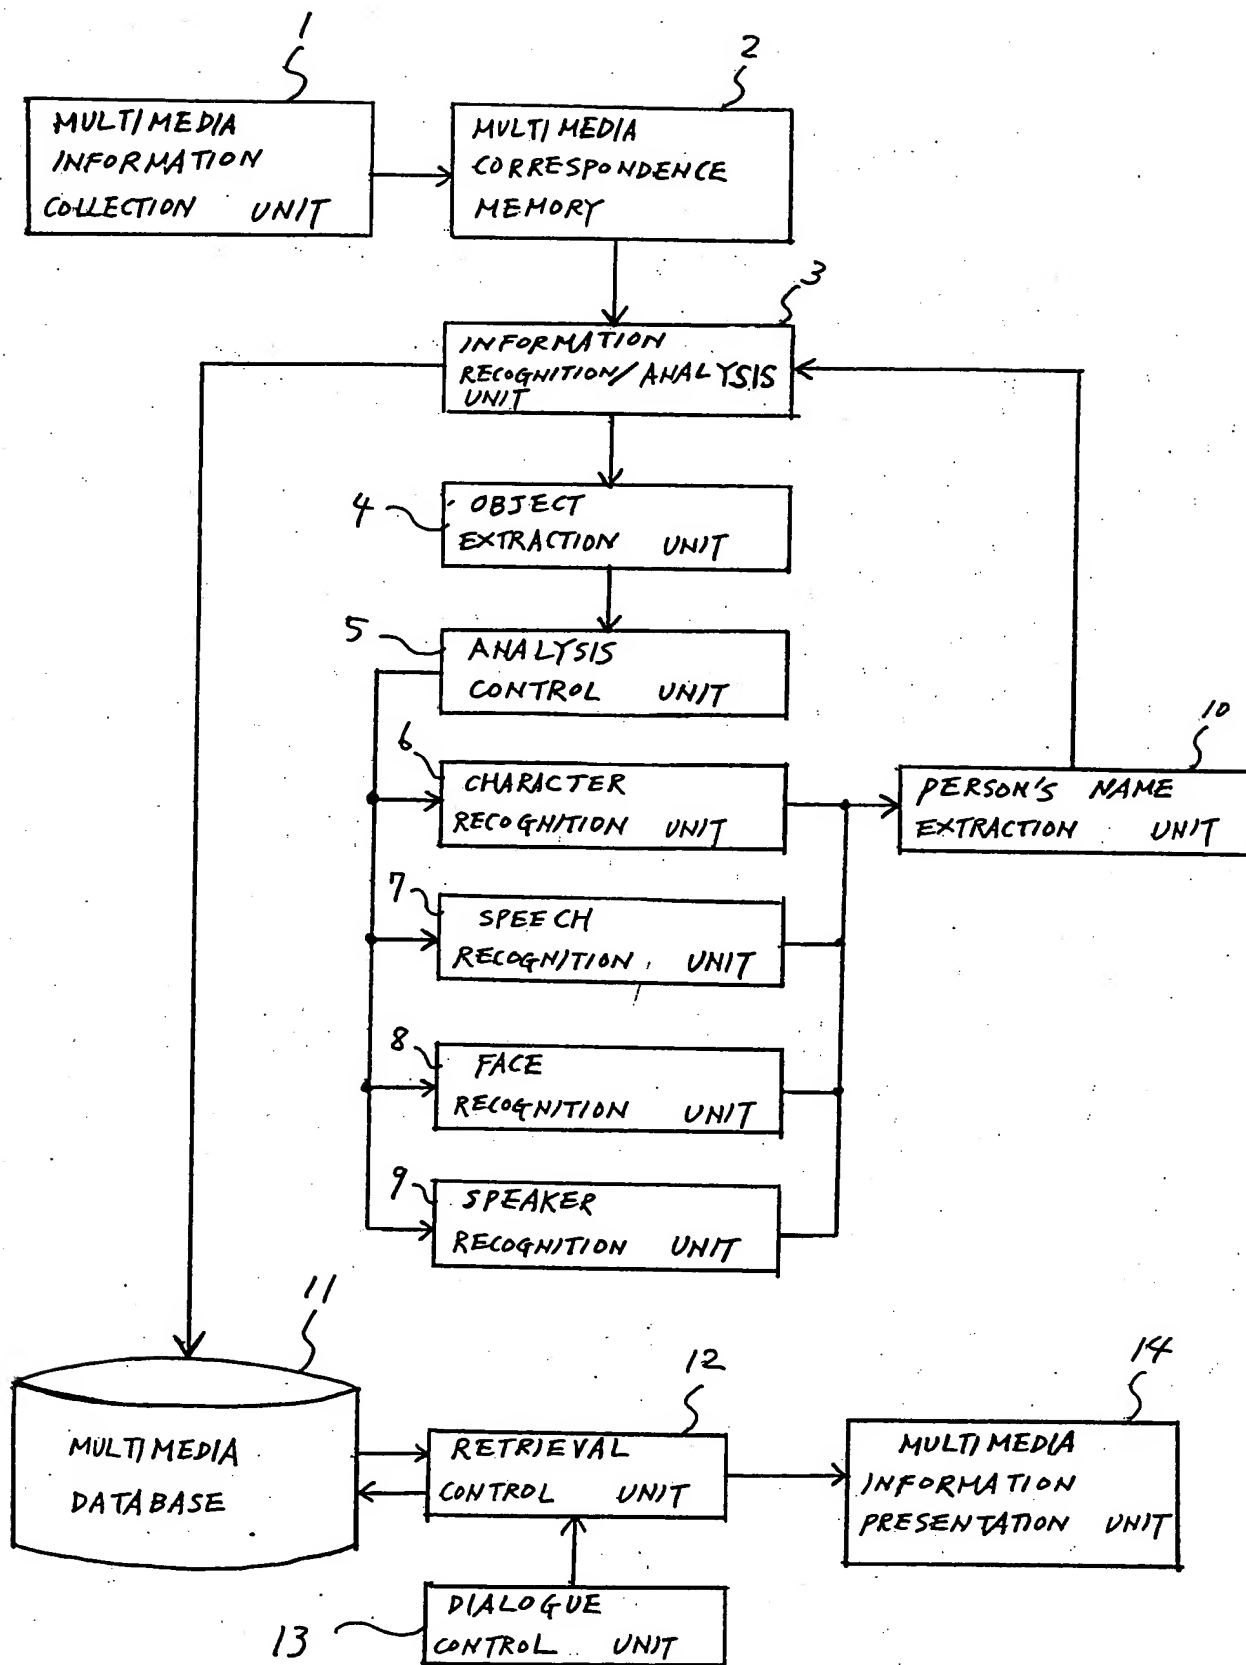 1
2
MULTIMEDIA
INFORMATION
COLLECTION UNIT
MULTIMEDIA
CORRESPONDENCE
MEMORY
3
INFORMATION
RECOGNITION/ANALYSIS
UNIT
4
OBJECT
EXTRACTION UNIT
5
ANALYSIS
CONTROL UNIT
6
CHARACTER
RECOGNITION UNIT
10
PERSON'S NAME
EXTRACTION UNIT
7
SPEECH
RECOGNITION UNIT
8
FACE
RECOGNITION UNIT
9
SPEAKER
RECOGNITION UNIT
11
MULTIMEDIA
DATABASE
12
RETRIEVAL
CONTROL UNIT
14
MULTIMEDIA
INFORMATION
PRESENTATION UNIT
13
DIALOGUE
CONTROL UNIT